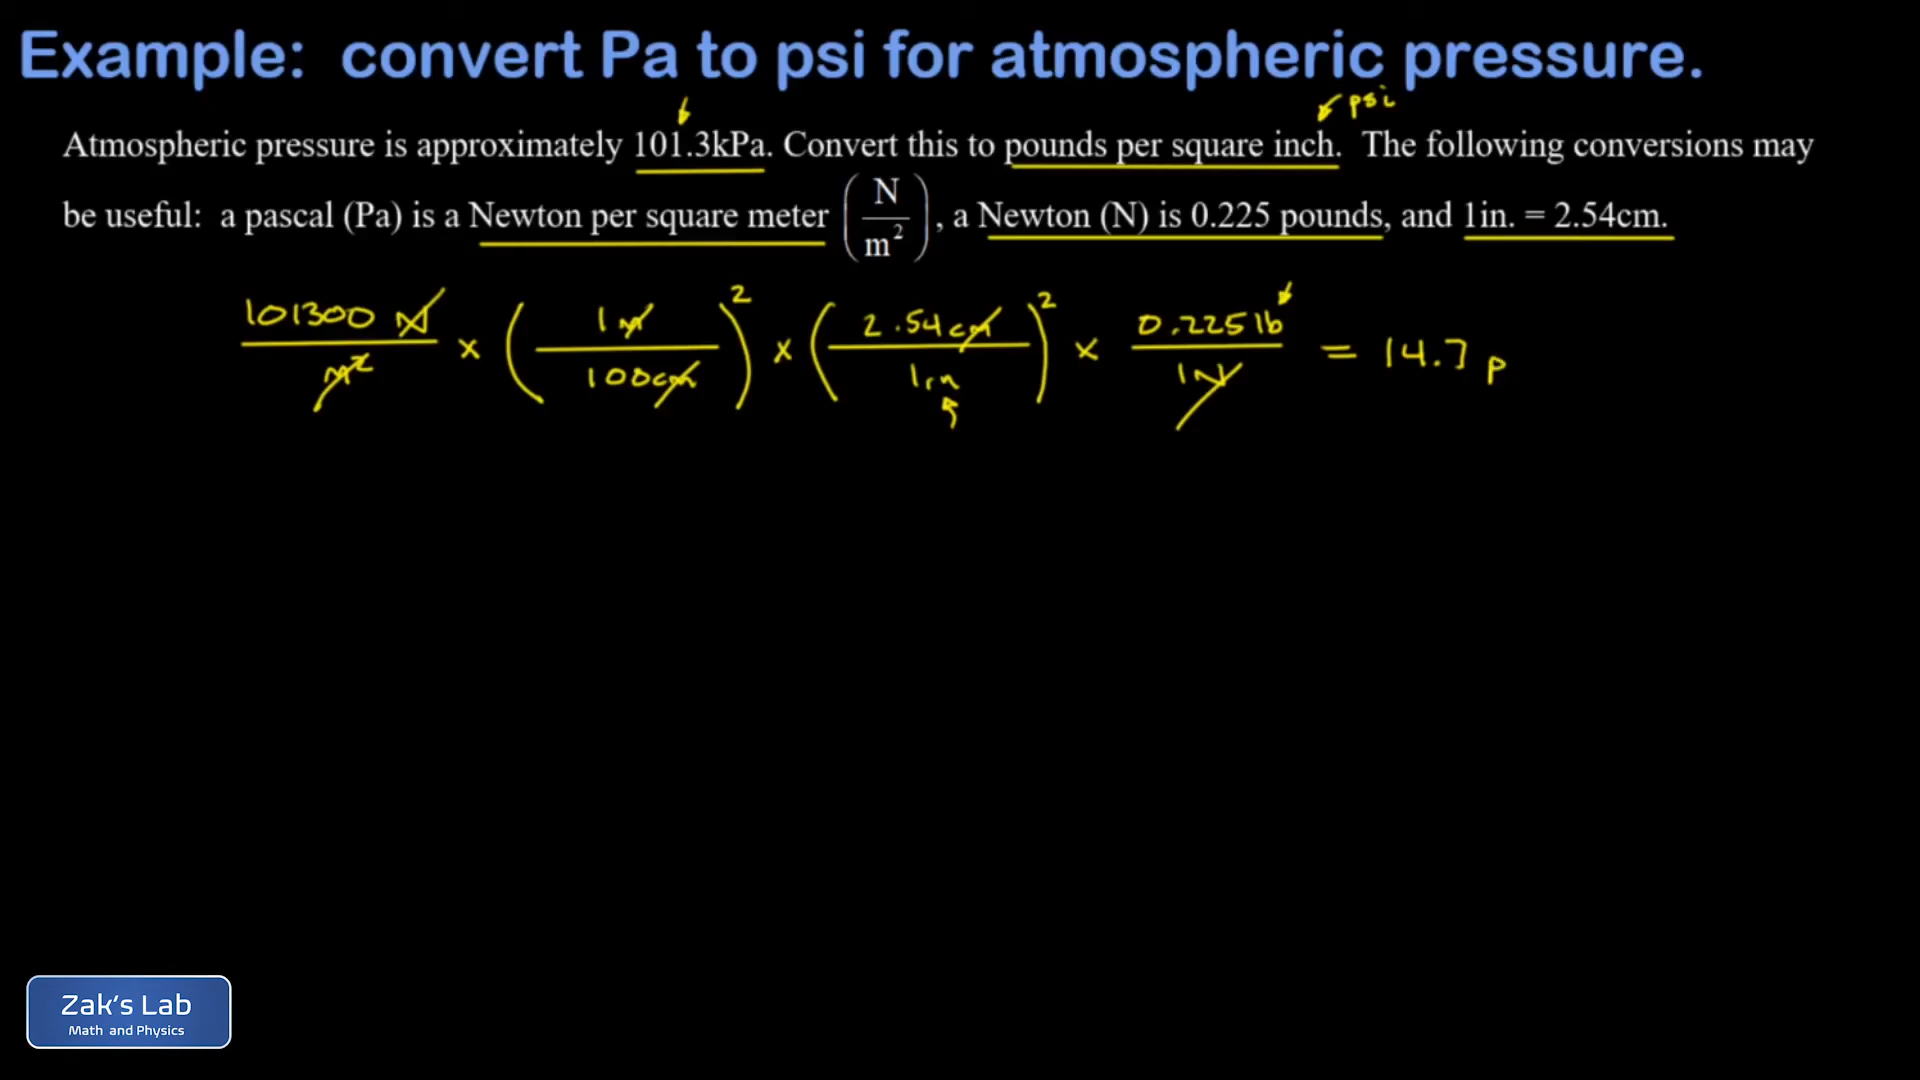 Example: convert Pa to psi for atmospheric pressure.
psi
Atmospheric pressure is approximately 101.3kPa. Convert this to pounds per square inch. The following conversions may
be useful: a pascal (Pa) is a Newton per square meter (N/m²), a Newton (N) is 0.225 pounds, and 1in. = 2.54cm.
101300 N/m² × (1m/100cm)² × (2.54cm/1in)² × 0.225lb/1N = 14.7 p
Zak's Lab
Math and Physics